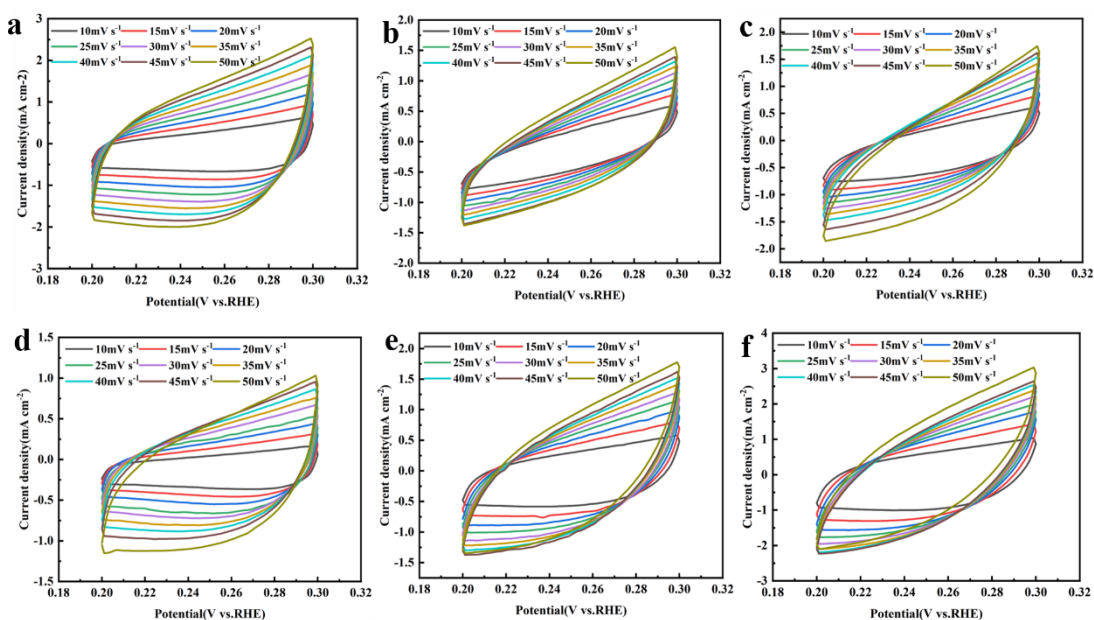 a
10mV s-1 15mV s-1 20mV s-1
25mV s-1 30mV s-1 35mV s-1
40mV s-1 45mV s-1 50mV s-1
Current density(mA cm-2)
3
2
1
0
-1
-2
-3
0.18 0.20 0.22 0.24 0.26 0.28 0.30 0.32
Potential(V vs.RHE)
b
10mV s-1 15mV s-1 20mV s-1
25mV s-1 30mV s-1 35mV s-1
40mV s-1 45mV s-1 50mV s-1
Current density(mA cm-2)
2.0
1.5
1.0
0.5
0.0
-0.5
-1.0
-1.5
-2.0
0.18 0.20 0.22 0.24 0.26 0.28 0.30 0.32
Potential(V vs.RHE)
c
10mV s-1 15mV s-1 20mV s-1
25mV s-1 30mV s-1 35mV s-1
40mV s-1 45mV s-1 50mV s-1
Current density(mA cm-2)
2.0
1.5
1.0
0.5
0.0
-0.5
-1.0
-1.5
-2.0
0.18 0.20 0.22 0.24 0.26 0.28 0.30 0.32
Potential(V vs.RHE)
d
10mV s-1 15mV s-1 20mV s-1
25mV s-1 30mV s-1 35mV s-1
40mV s-1 45mV s-1 50mV s-1
Current density(mA cm-2)
1.5
1.0
0.5
0.0
-0.5
-1.0
-1.5
0.18 0.20 0.22 0.24 0.26 0.28 0.30 0.32
Potential(V vs.RHE)
e
10mV s-1 15mV s-1 20mV s-1
25mV s-1 30mV s-1 35mV s-1
40mV s-1 45mV s-1 50mV s-1
Current density(mA cm-2)
2.0
1.5
1.0
0.5
0.0
-0.5
-1.0
-1.5
0.18 0.20 0.22 0.24 0.26 0.28 0.30 0.32
Potential(V vs.RHE)
f
10mV s-1 15mV s-1 20mV s-1
25mV s-1 30mV s-1 35mV s-1
40mV s-1 45mV s-1 50mV s-1
Current density(mA cm-2)
4
3
2
1
0
-1
-2
-3
0.18 0.20 0.22 0.24 0.26 0.28 0.30 0.32
Potential(V vs.RHE)